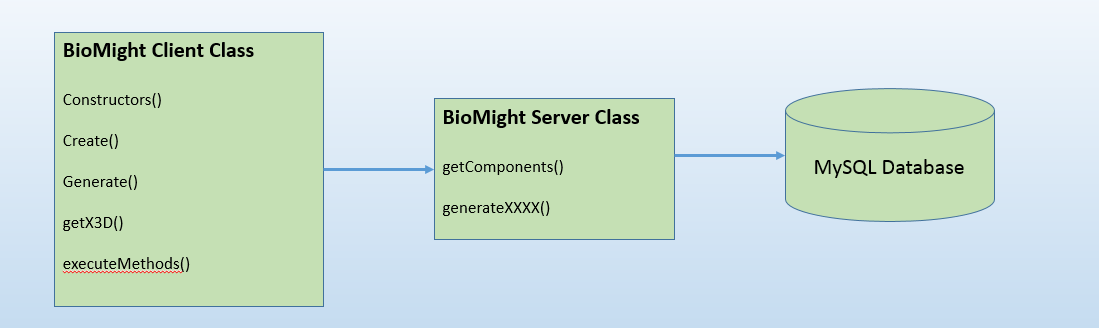 BioMight Client Class
Constructors()
Create()
Generate()
getX3D()
executeMethods()
BioMight Server Class
getComponents()
generateXXXX()
MySQL Database